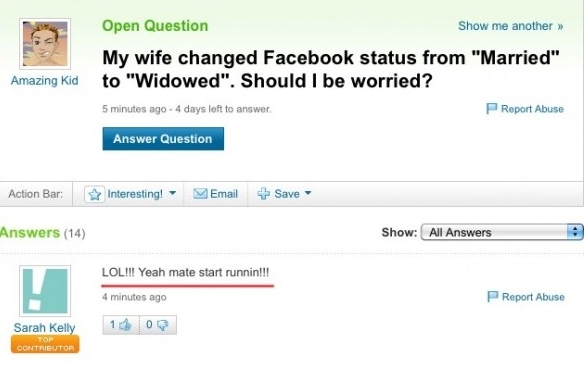 Open Question
Show me another »
My wife changed Facebook status from "Married"
to "Widowed". Should I be worried?
Amazing Kid
5 minutes ago - 4 days left to answer.
Report Abuse
Answer Question
Action Bar: Interesting! Email Save
Answers (14)
Show: All Answers
LOL!!! Yeah mate start runnin!!!
4 minutes ago
Report Abuse
1 0
Sarah Kelly
TOP
CONTRIBUTOR